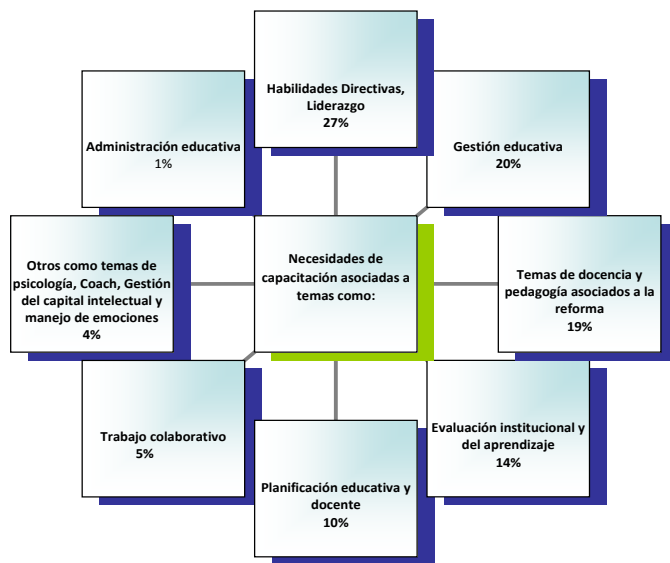 Habilidades Directivas,
Liderazgo
27%
Administración educativa
1%
Gestión educativa
20%
Otros como temas de
psicología, Coach, Gestión
del capital intelectual y
manejo de emociones
4%
Necesidades de
capacitación asociadas a
temas como:
Temas de docencia y
pedagogía asociados a la
reforma
19%
Trabajo colaborativo
5%
Evaluación institucional y
del aprendizaje
14%
Planificación educativa y
docente
10%